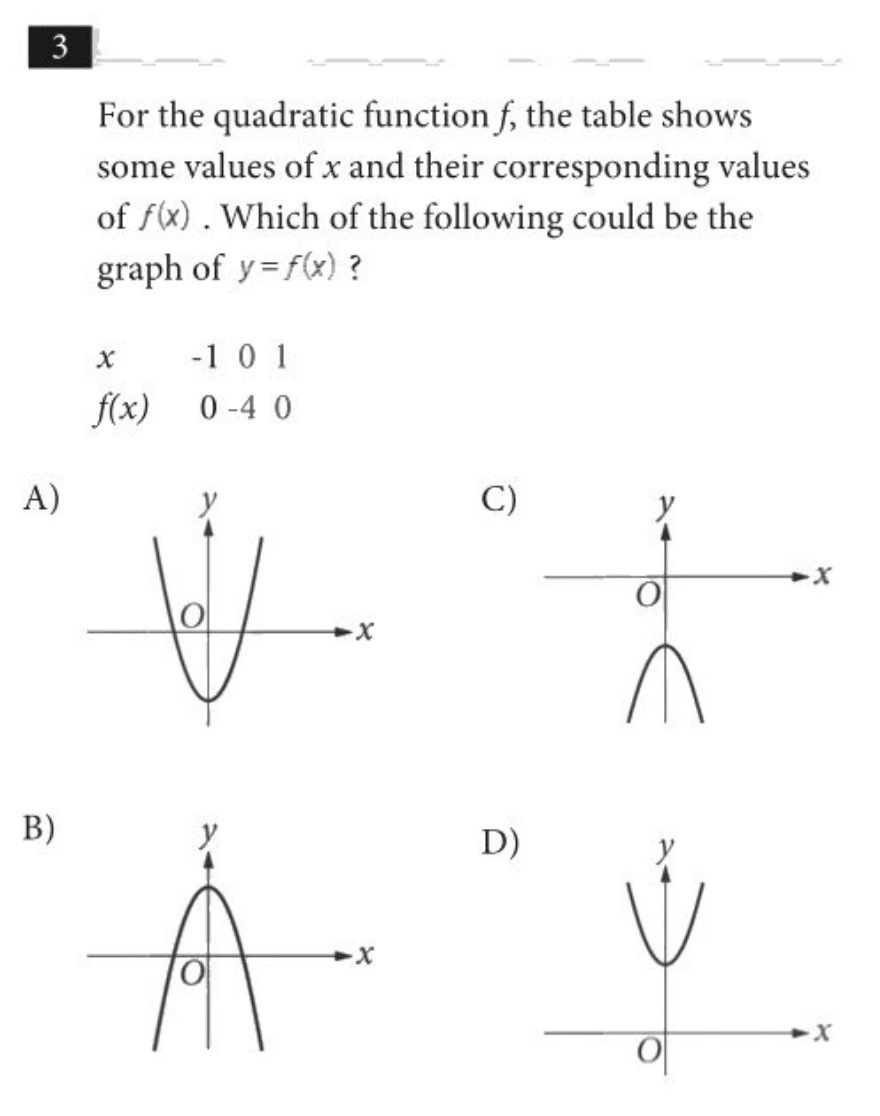 3
For the quadratic function f, the table shows
some values of x and their corresponding values
of f(x) . Which of the following could be the
graph of y=f(x) ?
x -1 0 1
f(x) 0 -4 0
A)
y
O
x
C)
y
O
x
B)
y
O
x
D)
y
O
x